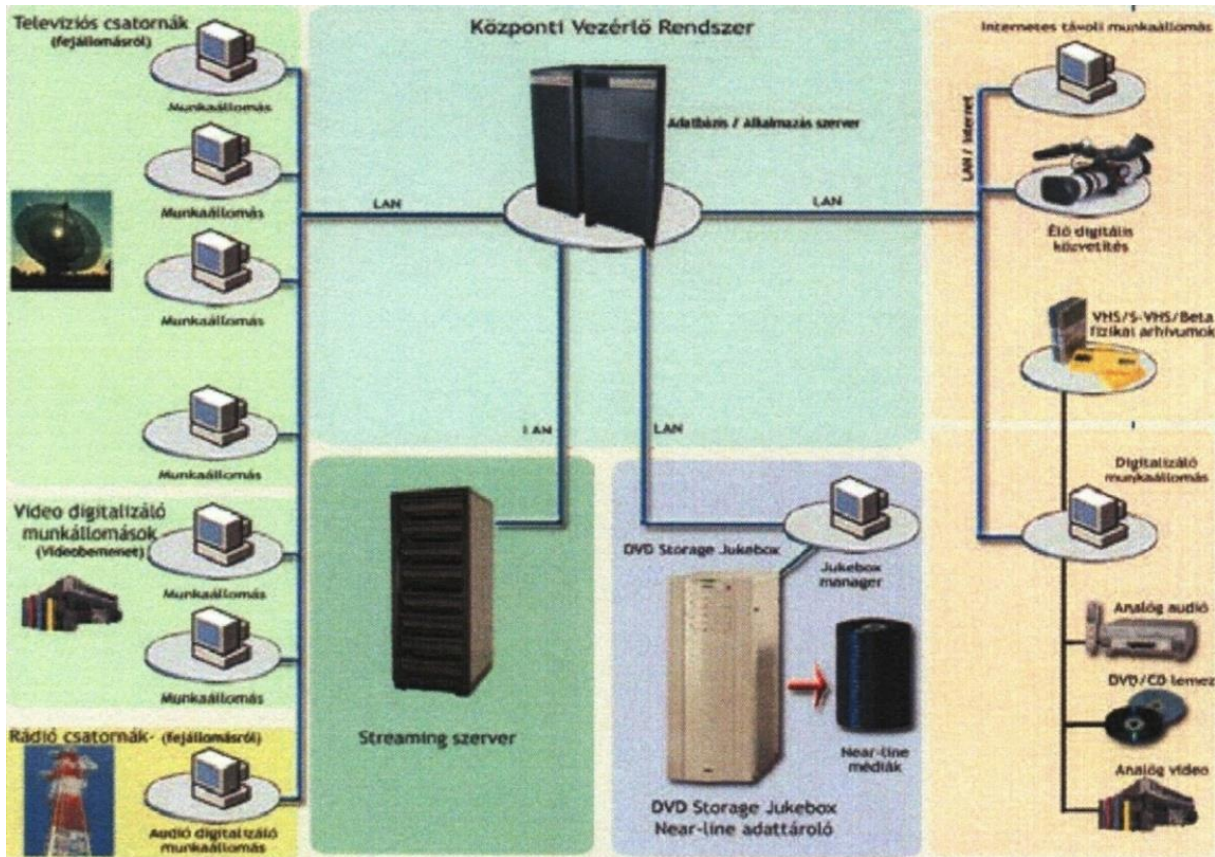 Televíziós csatornák
(fejállomásról)
Munkaállomás
Munkaállomás
Munkaállomás
Munkaállomás
Video digitalizáló
munkállomások -
(Videobemenet)
Munkaállomás
Munkaállomás
Rádió csatornák- (fejállomásról)
Audió digitalizáló
munkaállomás
Központi Vezérlő Rendszer
Adatbázis / Alkalmazás szerver
LAN
LAN
LAN
LAN
Streaming szerver
DVD Storage Jukebox
Jukebox
manager
Near-line
médiák
DVD Storage Jukebox
Near-line adattároló
Internetes távoli munkaállomás
LAN / Internet
Élő digitális
közvetítés
VHS/S-VHS/Beta
fizikai arhívumok
Digitalizáló
munkaállomás
Analóg audió
DVD/CD lemez
Analóg video